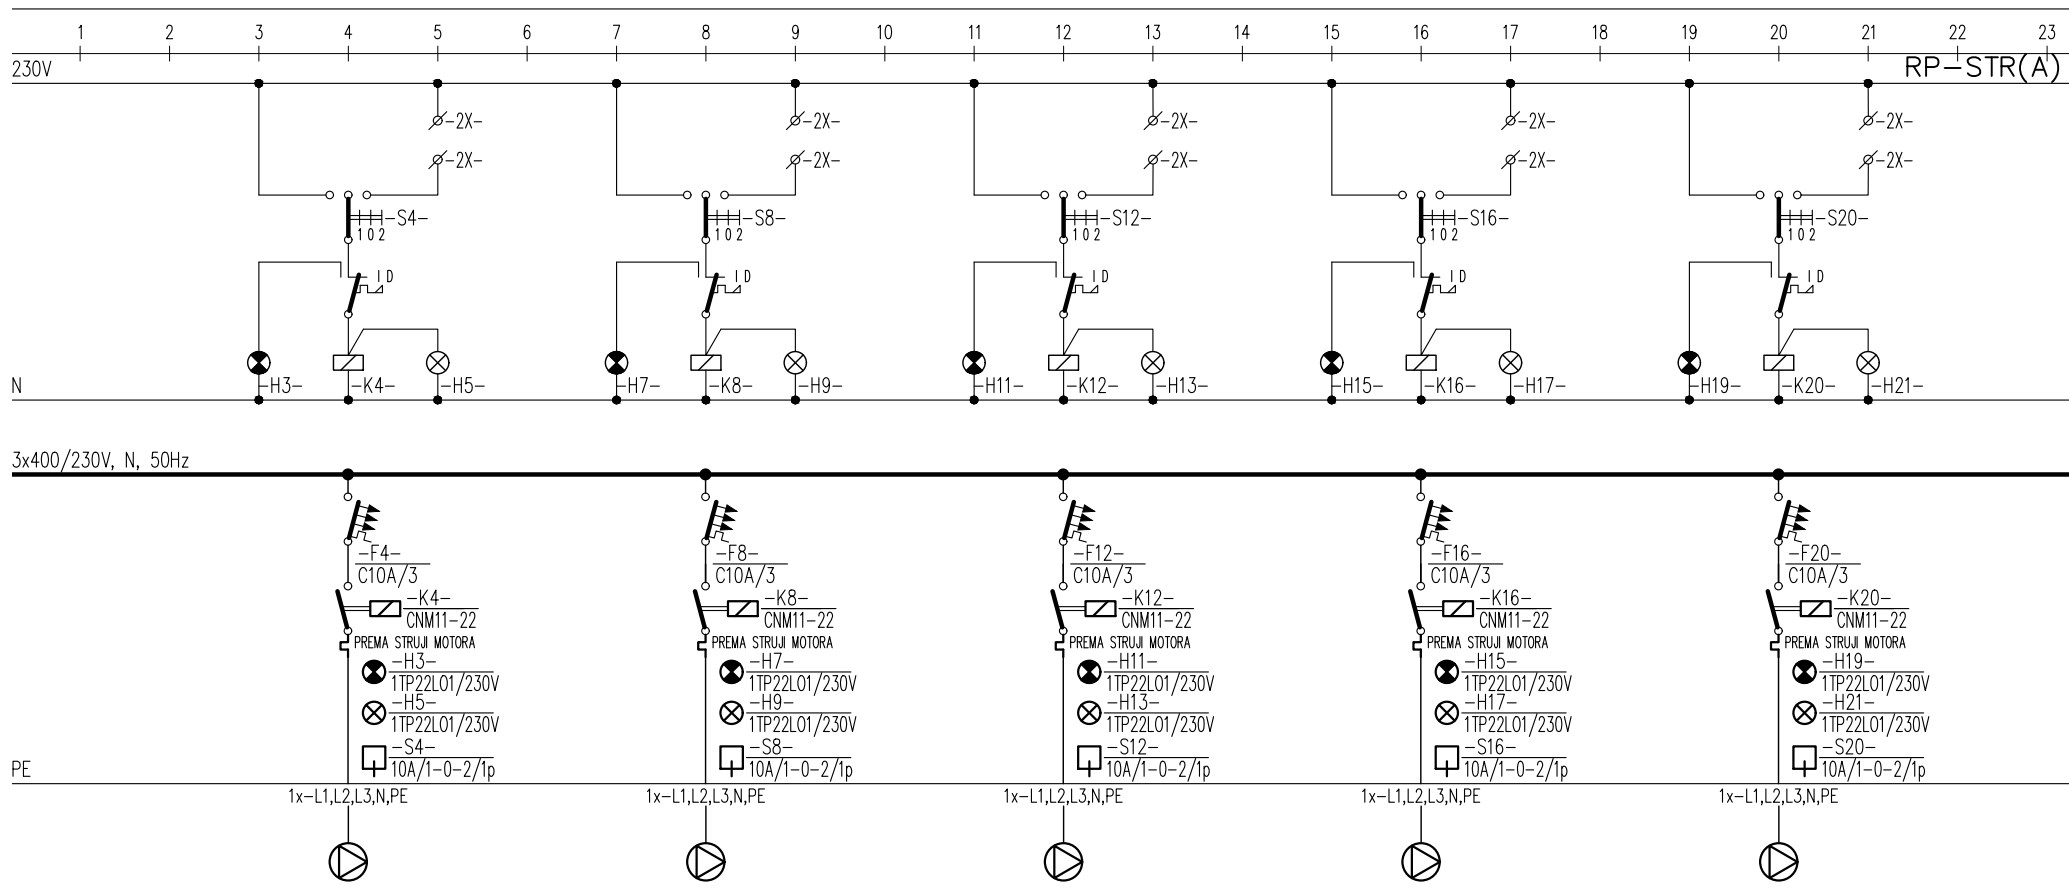 1 2 3 4 5 6 7 8 9 10 11 12 13 14 15 16 17 18 19 20 21 22 23
230V RP-STR(A)
-2X- -2X- -2X- -2X- -2X-
-2X- -2X- -2X- -2X- -2X-
-S4- -S8- -S12- -S16- -S20-
1 0 2 1 0 2 1 0 2 1 0 2 1 0 2
I D I D I D I D I D
N -H3- -K4- -H5- -H7- -K8- -H9- -H11- -K12- -H13- -H15- -K16- -H17- -H19- -K20- -H21-
3x400/230V, N, 50Hz
-F4- -F8- -F12- -F16- -F20-
C10A/3 C10A/3 C10A/3 C10A/3 C10A/3
-K4- -K8- -K12- -K16- -K20-
CNM11-22 CNM11-22 CNM11-22 CNM11-22 CNM11-22
PREMA STRUJI MOTORA PREMA STRUJI MOTORA PREMA STRUJI MOTORA PREMA STRUJI MOTORA PREMA STRUJI MOTORA
-H3- -H7- -H11- -H15- -H19-
1TP22L01/230V 1TP22L01/230V 1TP22L01/230V 1TP22L01/230V 1TP22L01/230V
-H5- -H9- -H13- -H17- -H21-
1TP22L01/230V 1TP22L01/230V 1TP22L01/230V 1TP22L01/230V 1TP22L01/230V
-S4- -S8- -S12- -S16- -S20-
PE 10A/1-0-2/1p 10A/1-0-2/1p 10A/1-0-2/1p 10A/1-0-2/1p 10A/1-0-2/1p
1x-L1,L2,L3,N,PE 1x-L1,L2,L3,N,PE 1x-L1,L2,L3,N,PE 1x-L1,L2,L3,N,PE 1x-L1,L2,L3,N,PE